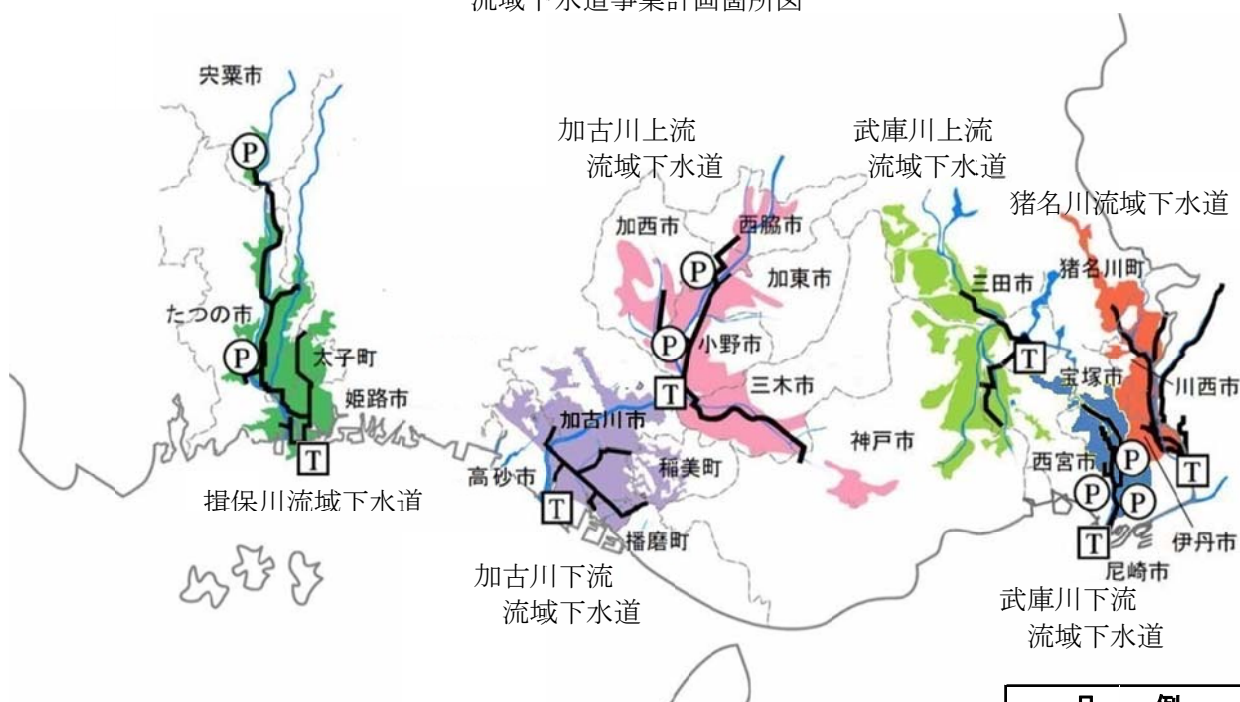 流域下水道事業計画箇所図
宍粟市
P
たつの市
P
太子町
姫路市
T
揖保川流域下水道
加古川上流
流域下水道
加西市
西脇市
P
加東市
P
小野市
T
三木市
加古川市
高砂市
稲美町
T
播磨町
加古川下流
流域下水道
武庫川上流
流域下水道
三田市
T
神戸市
猪名川流域下水道
猪名川町
宝塚市
川西市
西宮市
P
T
P
P
T
伊丹市
尼崎市
武庫川下流
流域下水道
凡 例